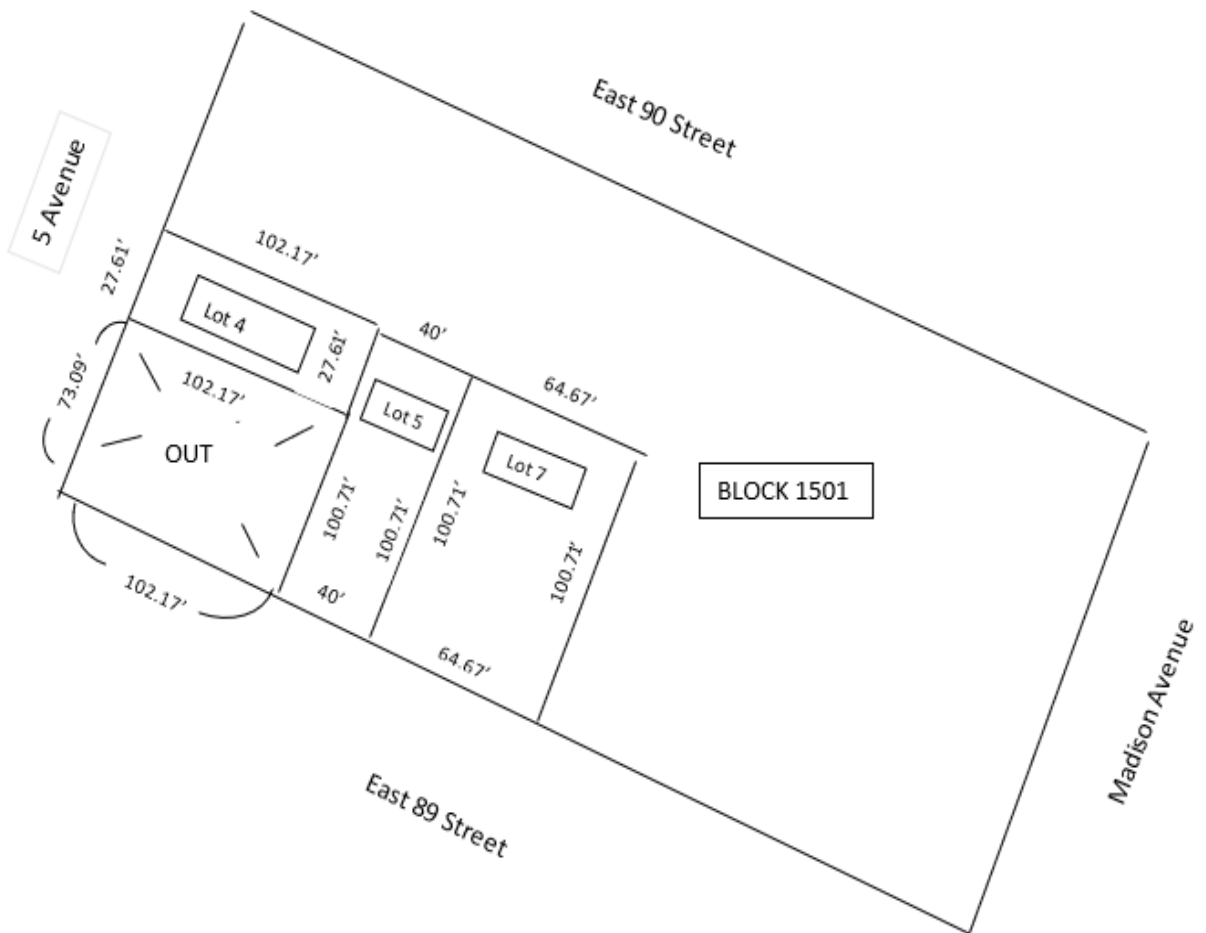 East 90 Street
5 Avenue
27.61’
102.17’
Lot 4
27.61’
40’
64.67’
73.09’
102.17’
Lot 5
Lot 7
BLOCK 1501
OUT
100.71’
100.71’
100.71’
100.71’
102.17’
40’
64.67’
Madison Avenue
East 89 Street